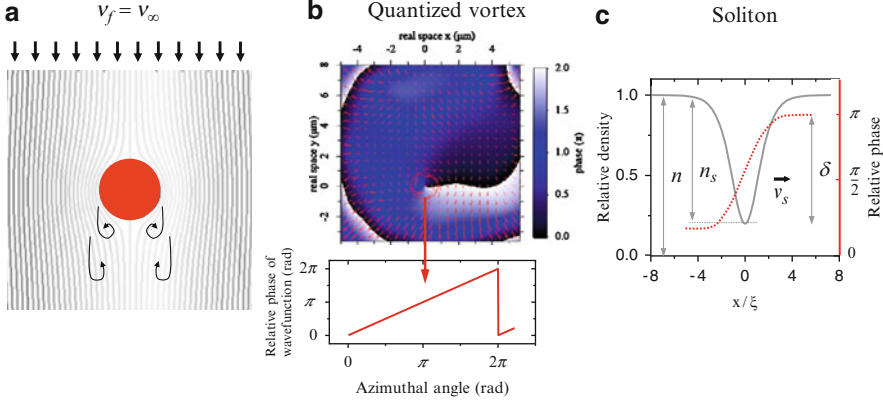 a
ν_f = ν_∞
b Quantized vortex
real space x (μm)
-4 -2 0 2 4
real space y (μm)
8
6
4
2
0
-2
2.0
1.5
1.0
0.5
0.0
phase (π)
Relative phase of
wavefunction (rad)
2π
π
0
0 π 2π
Azimuthal angle (rad)
c Soliton
Relative density
1.0
0.5
0.0
n n_s v_s δ
π
π/2
0
Relative phase
-8 -4 0 4 8
x/ξ